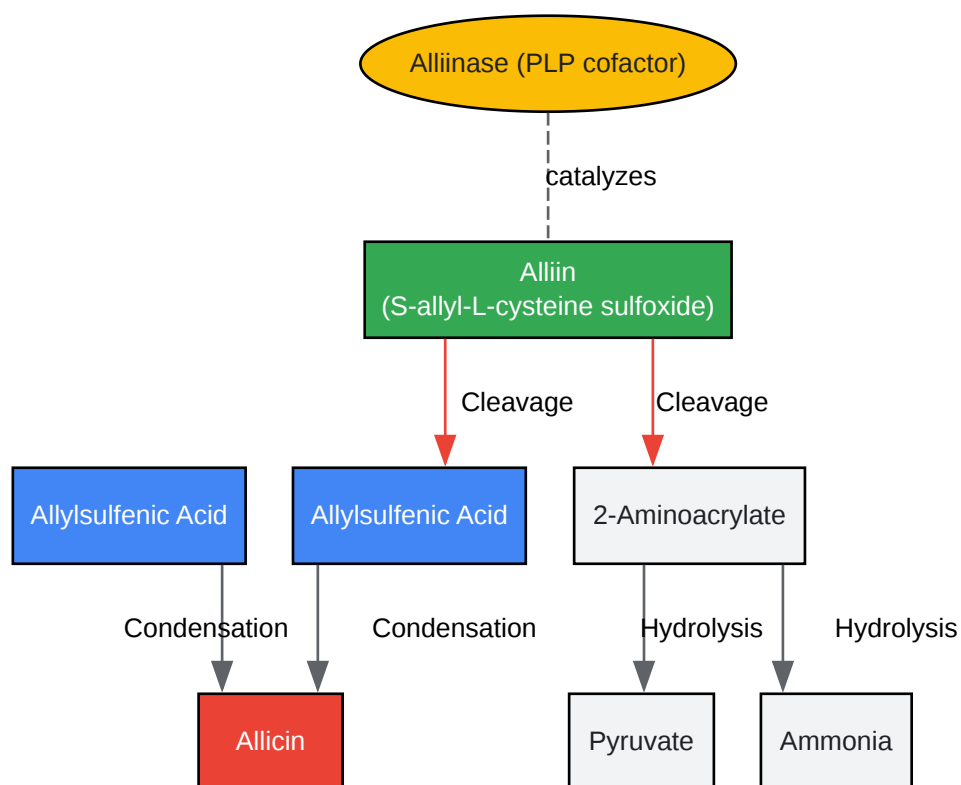 Alliinase (PLP cofactor)
catalyzes
Alliin
(S-allyl-L-cysteine sulfoxide)
Cleavage
Cleavage
Allylsulfenic Acid
Allylsulfenic Acid
2-Aminoacrylate
Condensation
Condensation
Hydrolysis
Hydrolysis
Allicin
Pyruvate
Ammonia